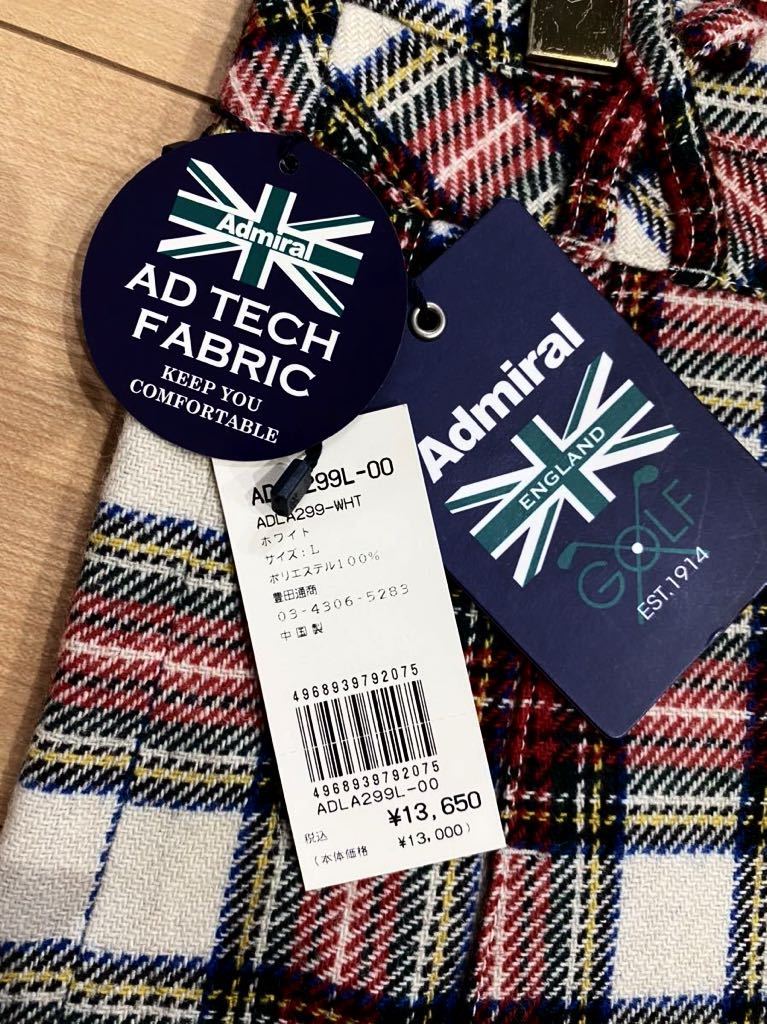 Admiral
AD TECH
FABRIC
KEEP YOU
COMFORTABLE
Admiral
ENGLAND
GOLF
EST.1914
299L-00
ADLA299-WHT
ホワイト
サイズ:L
ポリエステル100%
豊田通商
03-4306-5283
中国製
4968939792075
4968939792075
ADLA299L-00
¥13,650
税込
(本体価格 ¥13,000)